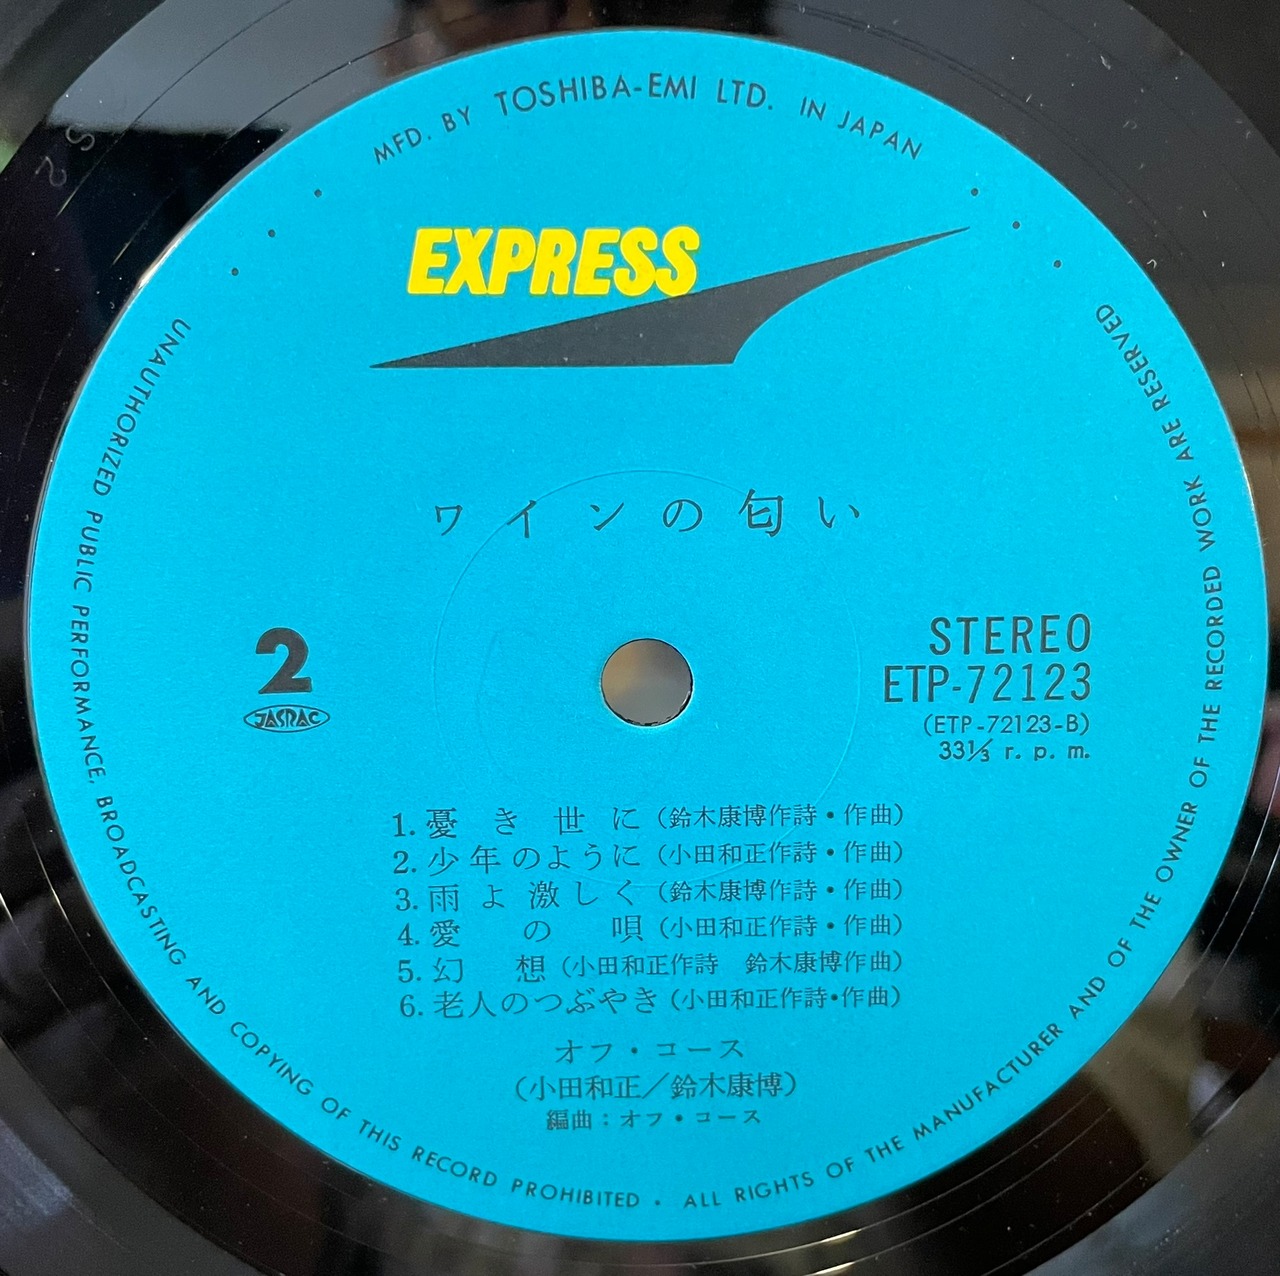 MFD. BY TOSHIBA-EMI LTD. IN JAPAN
EXPRESS
ワインの匂い
2
JASRAC
STEREO
ETP-72123
(ETP-72123-B)
33⅓ r. p. m.
1. 憂き世に (鈴木康博作詩・作曲)
2. 少年のように (小田和正作詩・作曲)
3. 雨よ激しく (鈴木康博作詩・作曲)
4. 愛の唄 (小田和正作詩・作曲)
5. 幻想 (小田和正作詩 鈴木康博作曲)
6. 老人のつぶやき (小田和正作詩・作曲)
オフ・コース
(小田和正／鈴木康博)
編曲：オフ・コース
UNAUTHORIZED PUBLIC PERFORMANCE, BROADCASTING AND COPYING OF THIS RECORD PROHIBITED · ALL RIGHTS OF THE MANUFACTURER AND OF THE OWNER OF THE RECORDED WORK ARE RESERVED